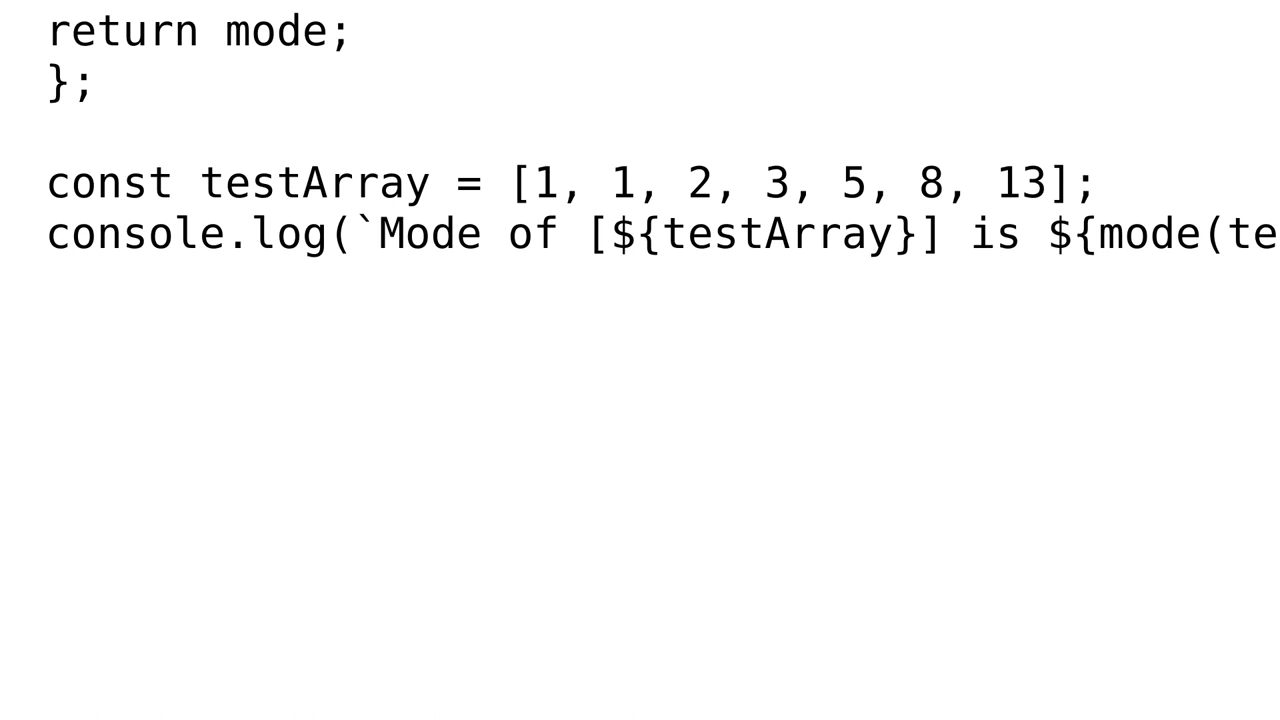 return mode;
};

const testArray = [1, 1, 2, 3, 5, 8, 13];
console.log(`Mode of [${testArray}] is ${mode(te